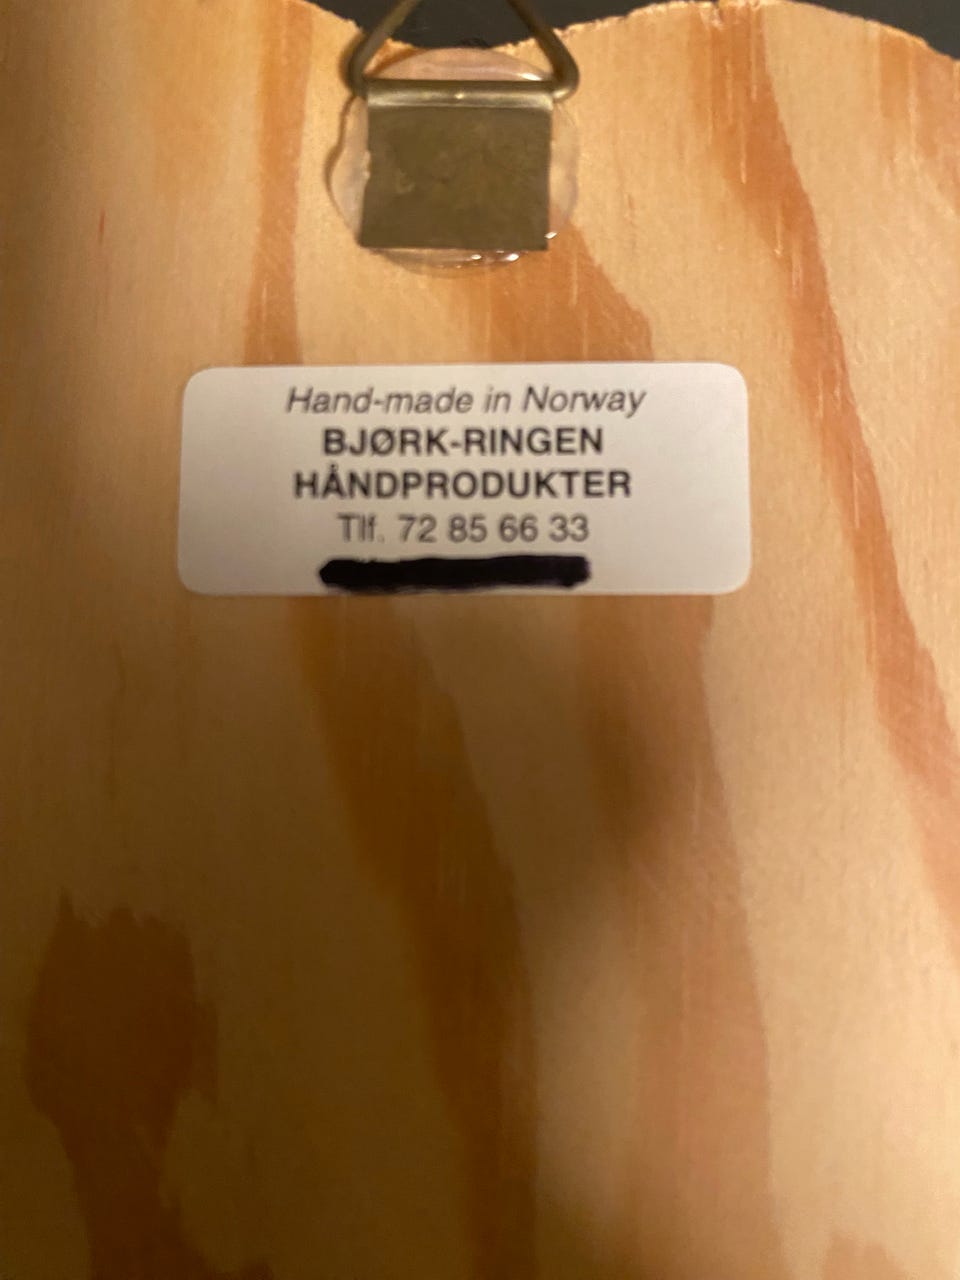 Hand-made in Norway
BJØRK-RINGEN
HÅNDPRODUKTER
Tlf. 72 85 66 33